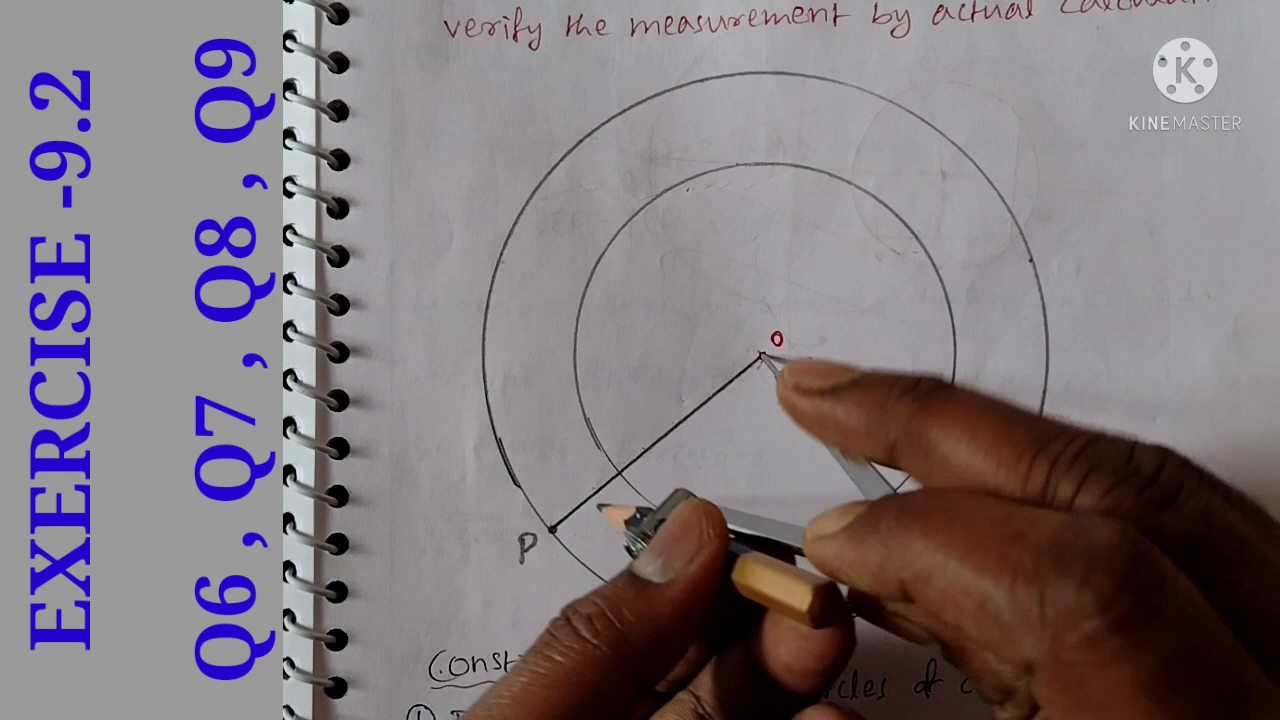 EXERCISE -9.2
Q6 , Q7 , Q8 , Q9
verify the measurement by actual
K
KINEMASTER
O
P